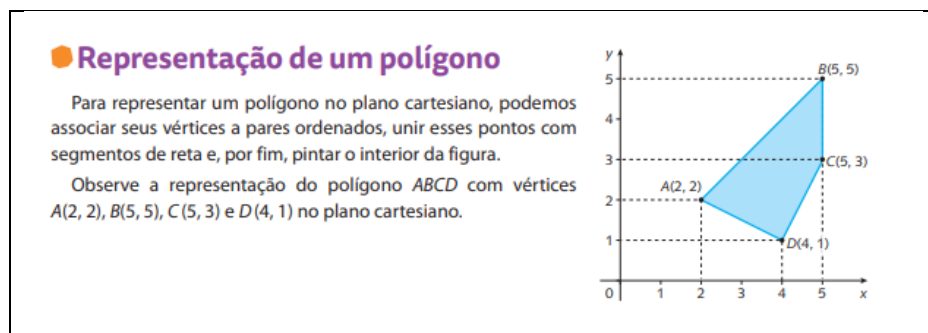 Representação de um polígono
Para representar um polígono no plano cartesiano, podemos
associar seus vértices a pares ordenados, unir esses pontos com
segmentos de reta e, por fim, pintar o interior da figura.
Observe a representação do polígono ABCD com vértices
A(2, 2), B(5, 5), C(5, 3) e D(4, 1) no plano cartesiano.
y
B(5, 5)
5
4
3
C(5, 3)
A(2, 2)
2
1
D(4, 1)
0 1 2 3 4 5 x